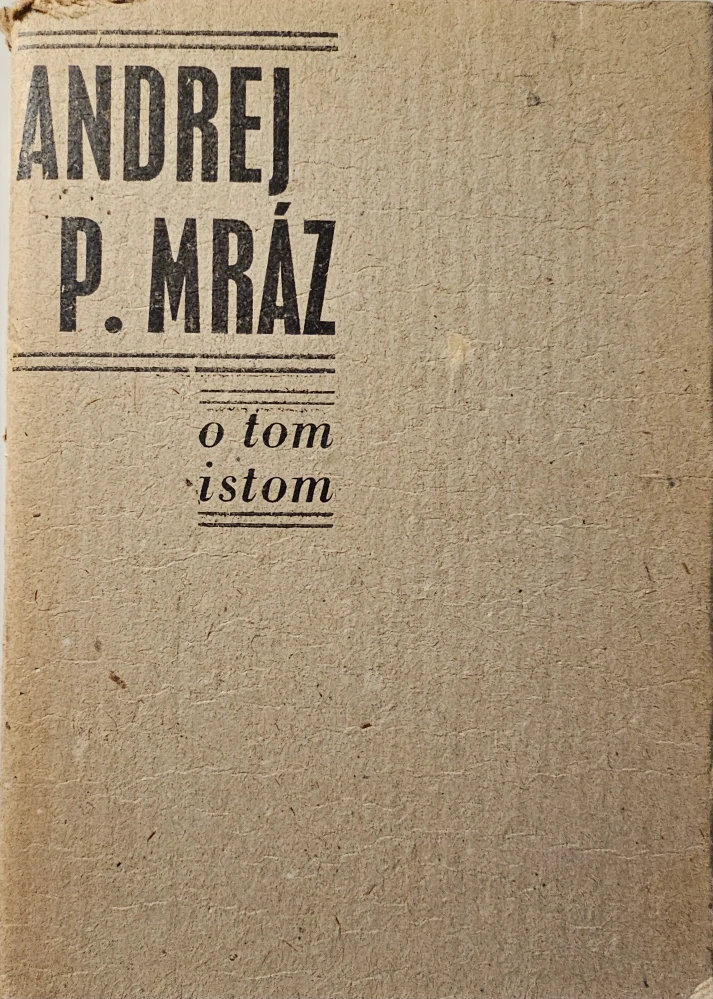 ANDREJ
P. MRÁZ
o tom
istom